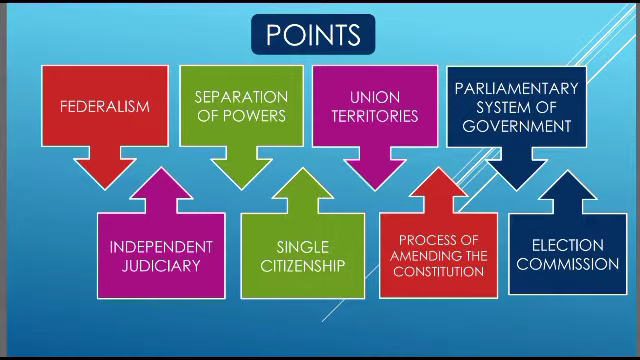 POINTS
FEDERALISM
SEPARATION
OF POWERS
UNION
TERRITORIES
PARLIAMENTARY
SYSTEM OF
GOVERNMENT
INDEPENDENT
JUDICIARY
SINGLE
CITIZENSHIP
PROCESS OF
AMENDING THE
CONSTITUTION
ELECTION
COMMISSION